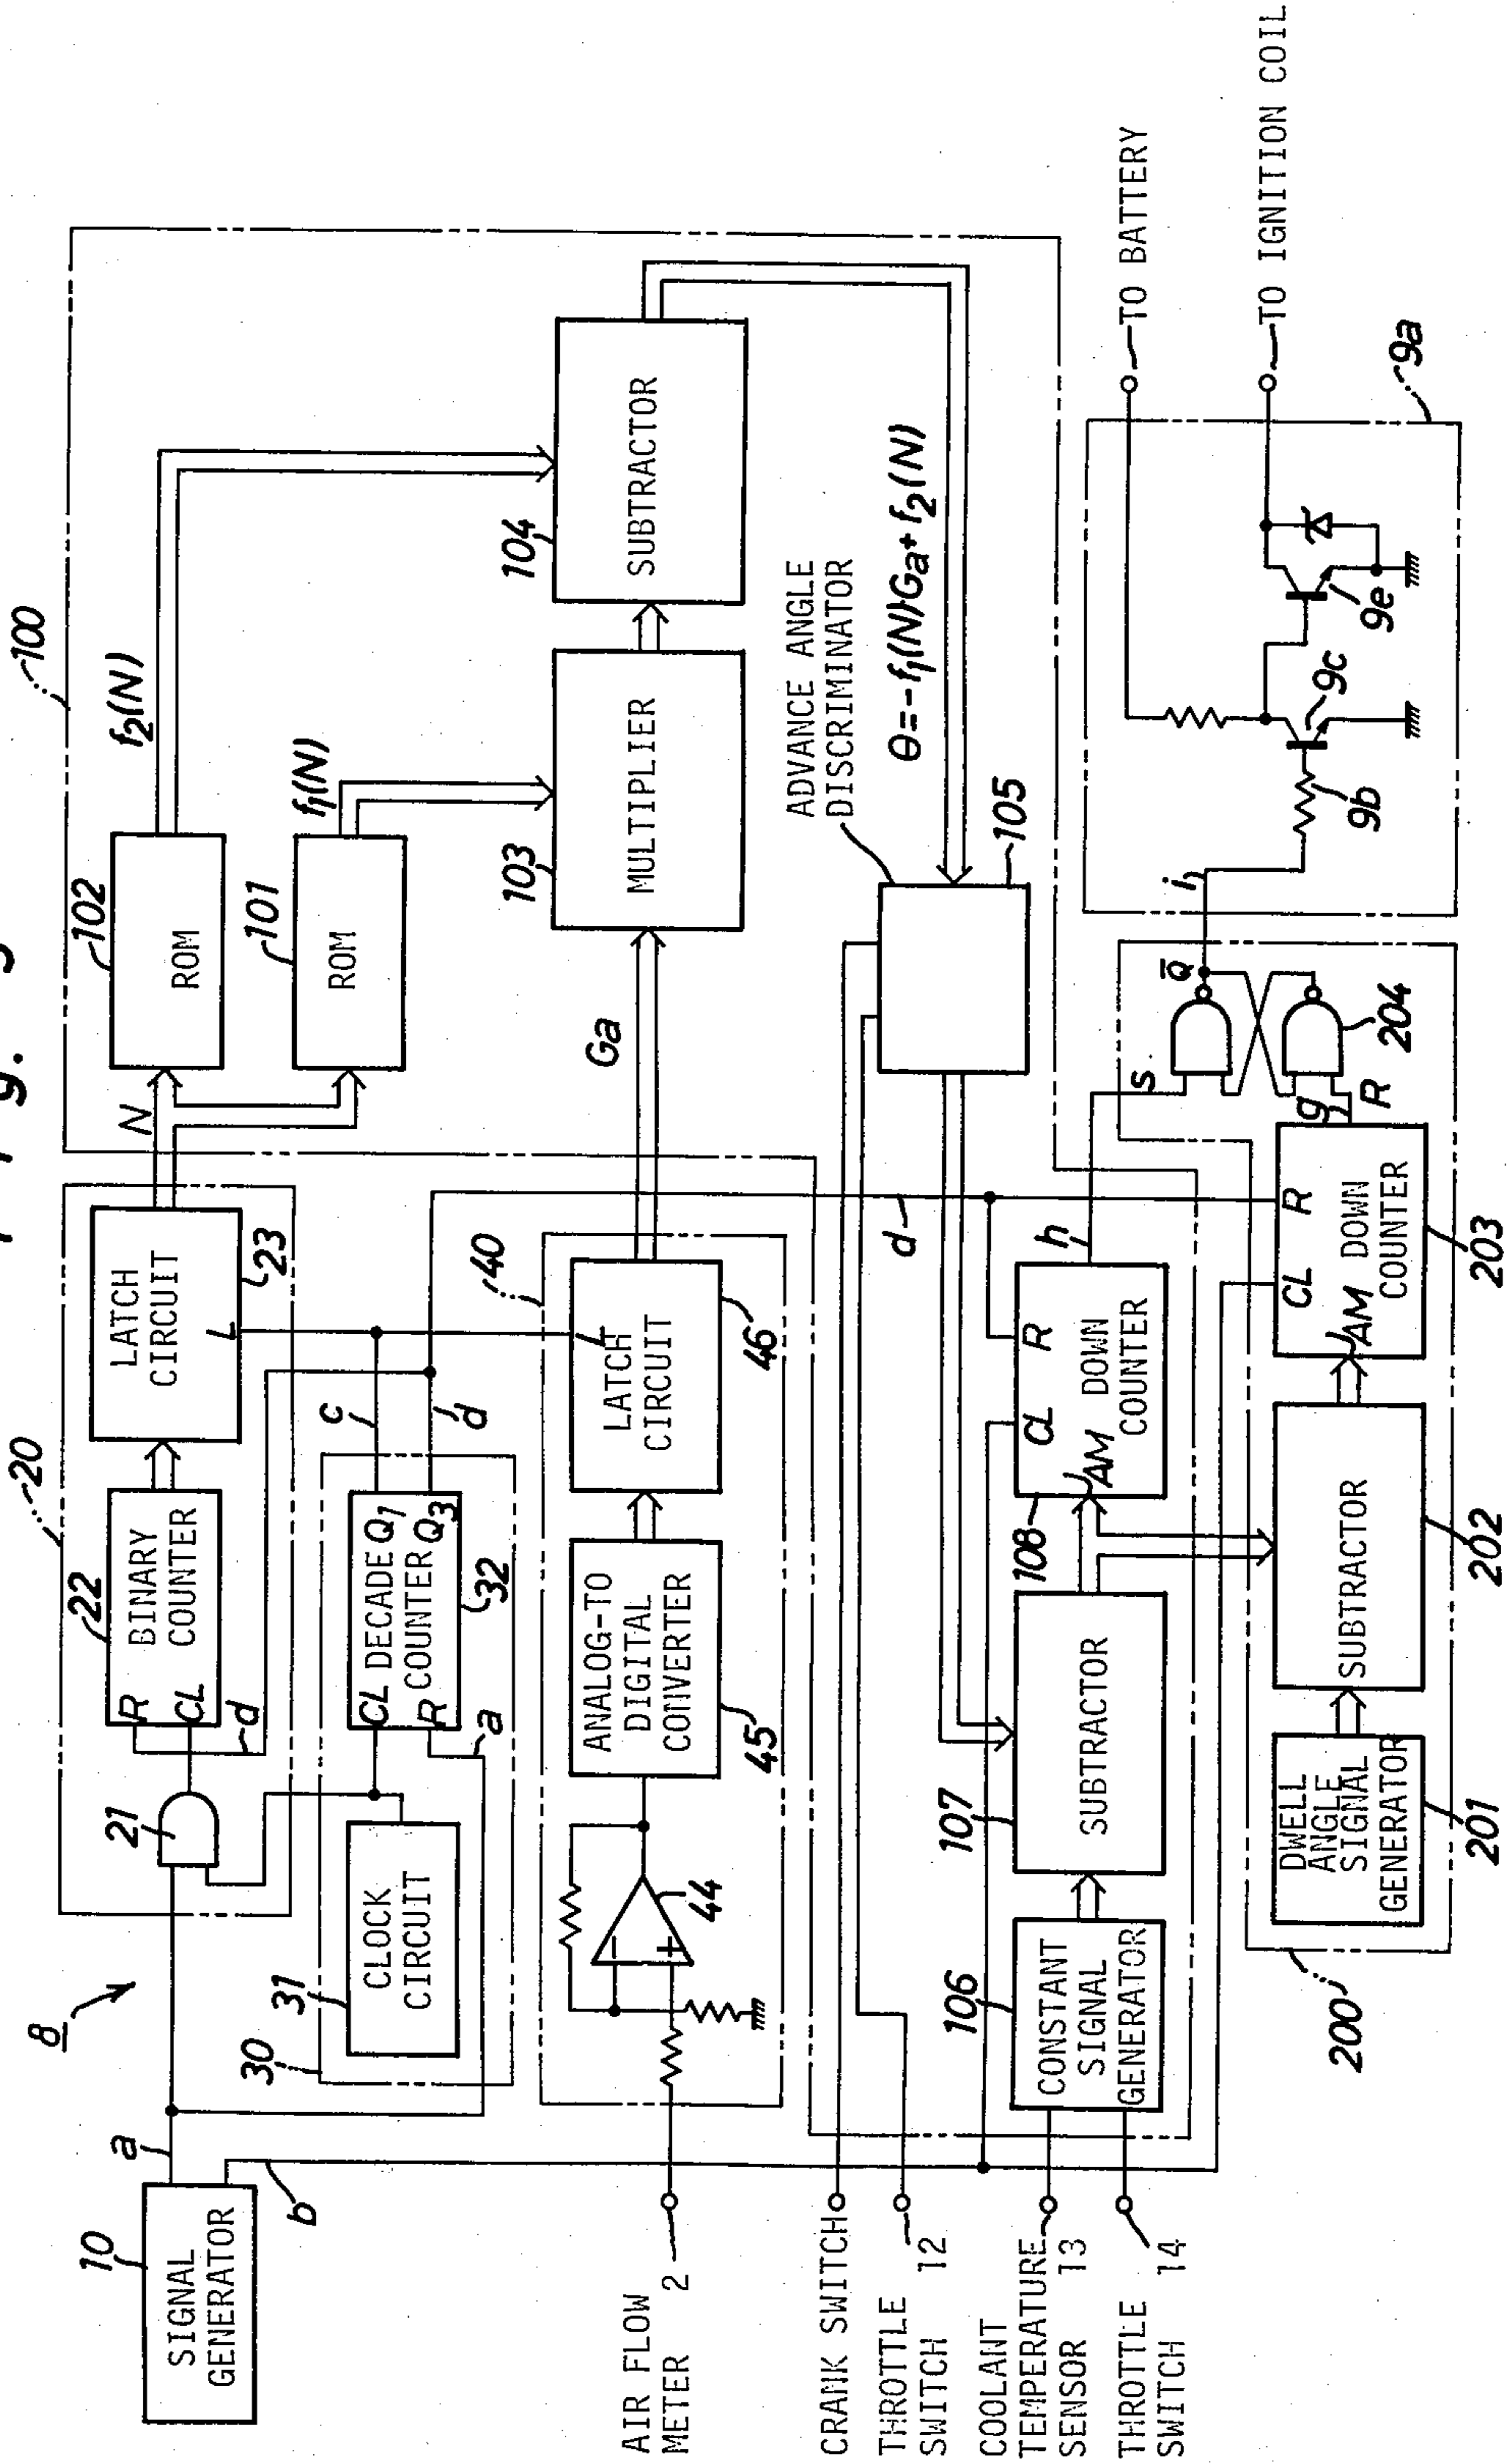 8
100
20
10
SIGNAL
GENERATOR
a
b
21
22
BINARY
COUNTER
R
CL
d
LATCH
CIRCUIT
L
23
N
102
ROM
f2(N)
101
ROM
f1(N)
30
31
CLOCK
CIRCUIT
CL
DECADE
COUNTER
R
Q1
Q3
32
a
c
d
40
AIR FLOW
METER 2
44
ANALOG-TO
DIGITAL
CONVERTER
45
LATCH
CIRCUIT
L
46
Ga
103
MULTIPLIER
104
SUBTRACTOR
CRANK SWITCH
THROTTLE
SWITCH 12
COOLANT
TEMPERATURE
SENSOR 13
THROTTLE
SWITCH 14
ADVANCE ANGLE
DISCRIMINATOR
105
θ=-f1(N)·Ga+f2(N)
d
106
CONSTANT
SIGNAL
GENERATOR
107
SUBTRACTOR
108
CL
R
AM
DOWN
COUNTER
h
200
DWELL
ANGLE
SIGNAL
GENERATOR
201
SUBTRACTOR
202
CL
R
AM
DOWN
COUNTER
203
g
R
S
Q̅
204
i
9b
9c
9e
9a
TO BATTERY
TO IGNITION COIL